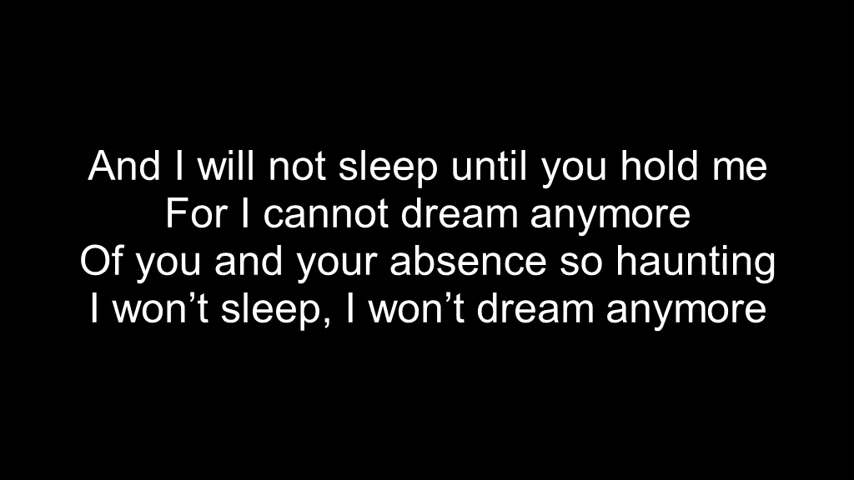 And I will not sleep until you hold me
For I cannot dream anymore
Of you and your absence so haunting
I won’t sleep, I won’t dream anymore